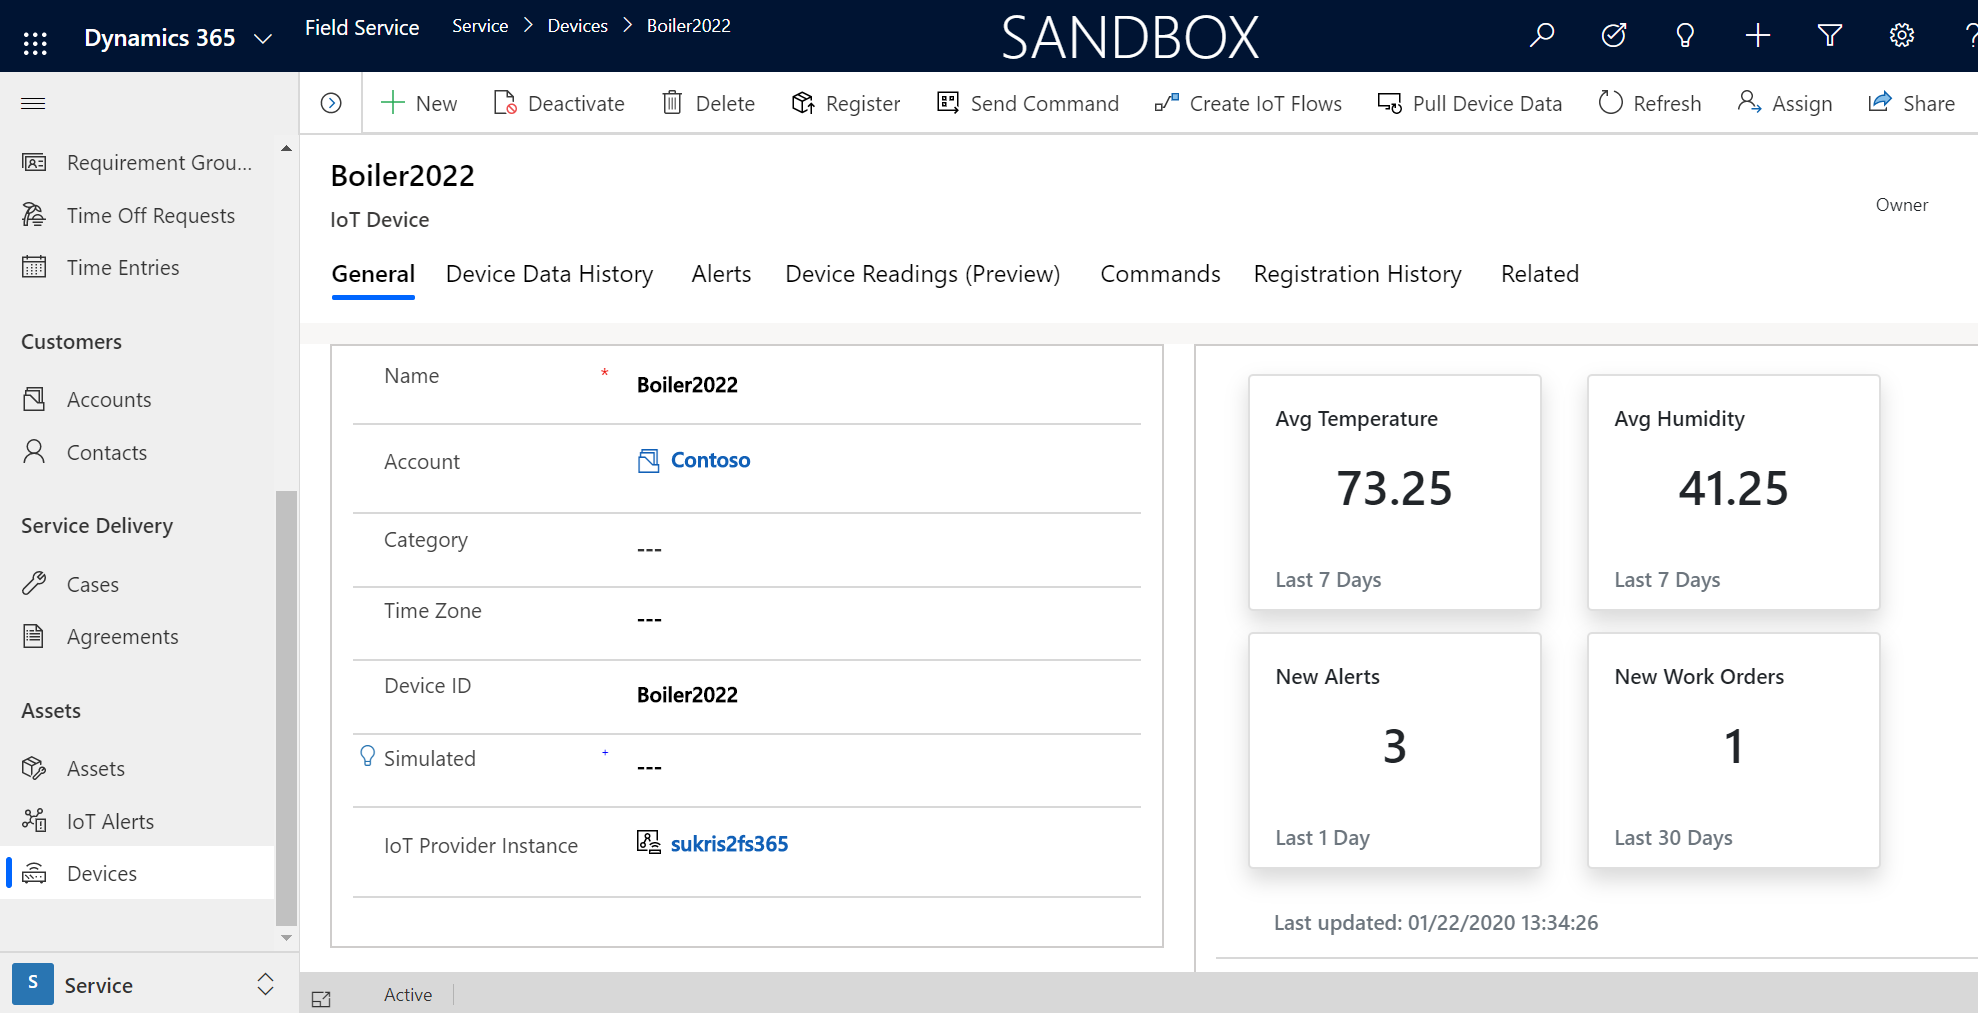 Dynamics 365
Field Service
Service > Devices > Boiler2022
SANDBOX
?
New
Deactivate
Delete
Register
Send Command
Create IoT Flows
Pull Device Data
Refresh
Assign
Share
Requirement Grou...
Time Off Requests
Time Entries
Customers
Accounts
Contacts
Service Delivery
Cases
Agreements
Assets
Assets
IoT Alerts
Devices
S Service
Boiler2022
IoT Device
Owner
General
Device Data History
Alerts
Device Readings (Preview)
Commands
Registration History
Related
Name * Boiler2022
Account Contoso
Category ---
Time Zone ---
Device ID Boiler2022
Simulated + ---
IoT Provider Instance sukris2fs365
Avg Temperature
73.25
Last 7 Days
Avg Humidity
41.25
Last 7 Days
New Alerts
3
Last 1 Day
New Work Orders
1
Last 30 Days
Last updated: 01/22/2020 13:34:26
Active